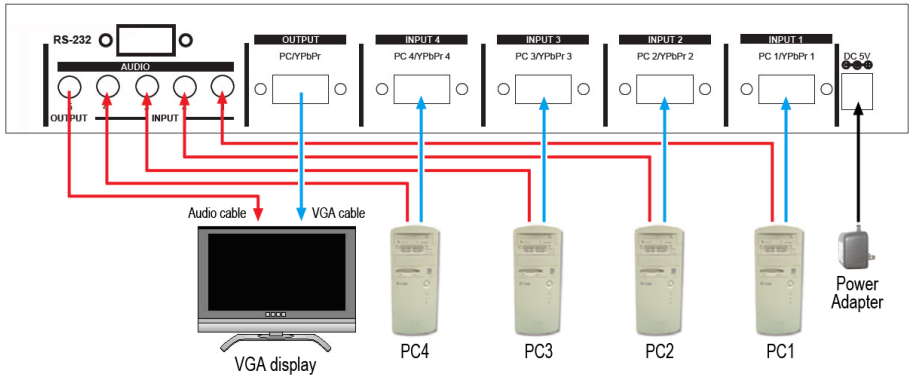 RS-232
OUTPUT
INPUT 4
INPUT 3
INPUT 2
INPUT 1
PC/YPbPr
PC 4/YPbPr 4
PC 3/YPbPr 3
PC 2/YPbPr 2
PC 1/YPbPr 1
DC 5V
AUDIO
OUTPUT
INPUT
Audio cable
VGA cable
VGA display
PC4
PC3
PC2
PC1
Power
Adapter